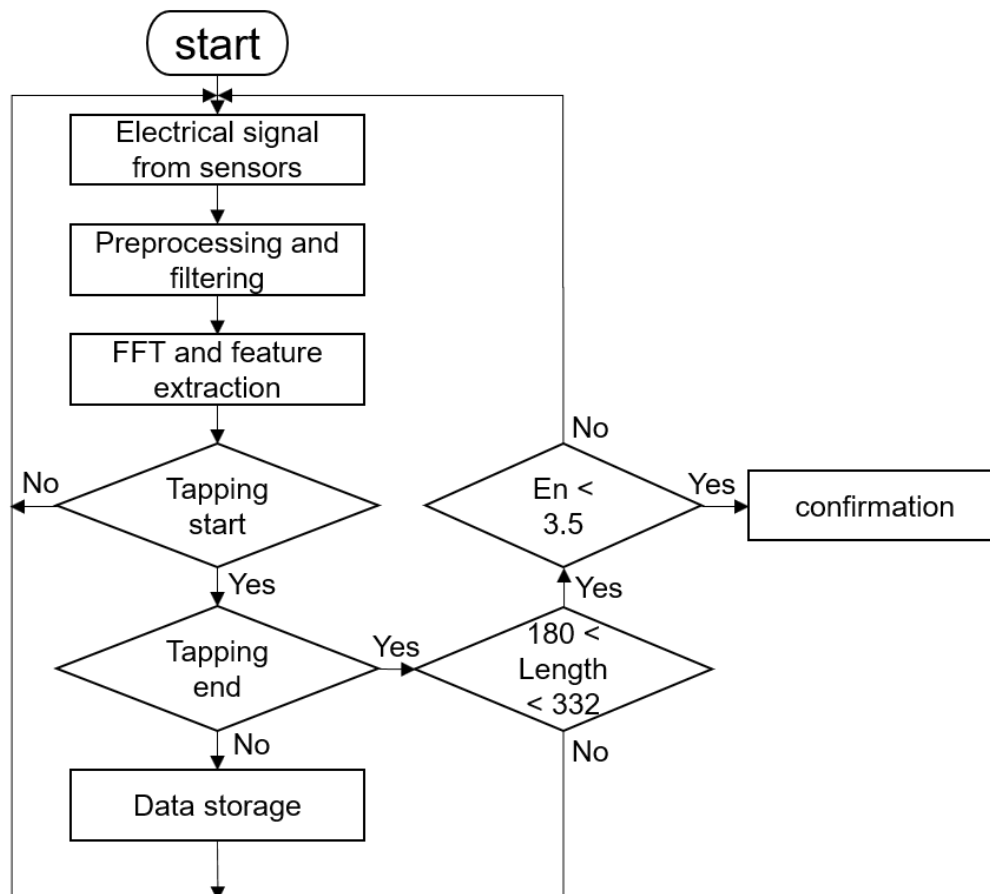 start
Electrical signal
from sensors
Preprocessing and
filtering
FFT and feature
extraction
No
Tapping
start
Yes
Tapping
end
No
Data storage
Yes
180 <
Length
< 332
No
Yes
En <
3.5
No
Yes
confirmation